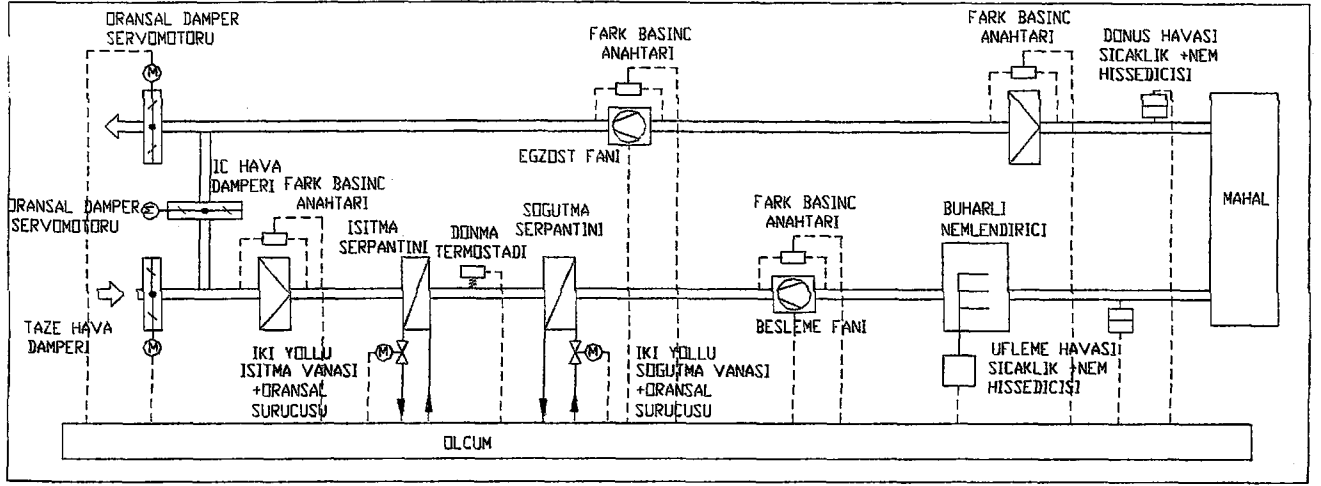 ORANSAL DAMPER
SERVOMOTORU
M
FARK BASINC
ANAHTARI
FARK BASINC
ANAHTARI
DONUS HAVASI
SICAKLIK +NEM
HISSEDICISI
EGZOST FANI
MAHAL
IC HAVA
DAMPERI
ORANSAL DAMPER
SERVOMOTORU
M
FARK BASINC
ANAHTARI
ISITMA
SERPANTINI
DONMA
TERMOSTADI
SOGUTMA
SERPANTINI
FARK BASINC
ANAHTARI
BUHARLI
NEMLENDIRICI
TAZE HAVA
DAMPERI
M
BESLEME FANI
IKI YOLLU
ISITMA VANASI
+ORANSAL
SURUCUSU
M
M
IKI YOLLU
SOGUTMA VANASI
+ORANSAL
SURUCUSU
UFLEME HAVASI
SICAKLIK +NEM
HISSEDICISI
OLCUM